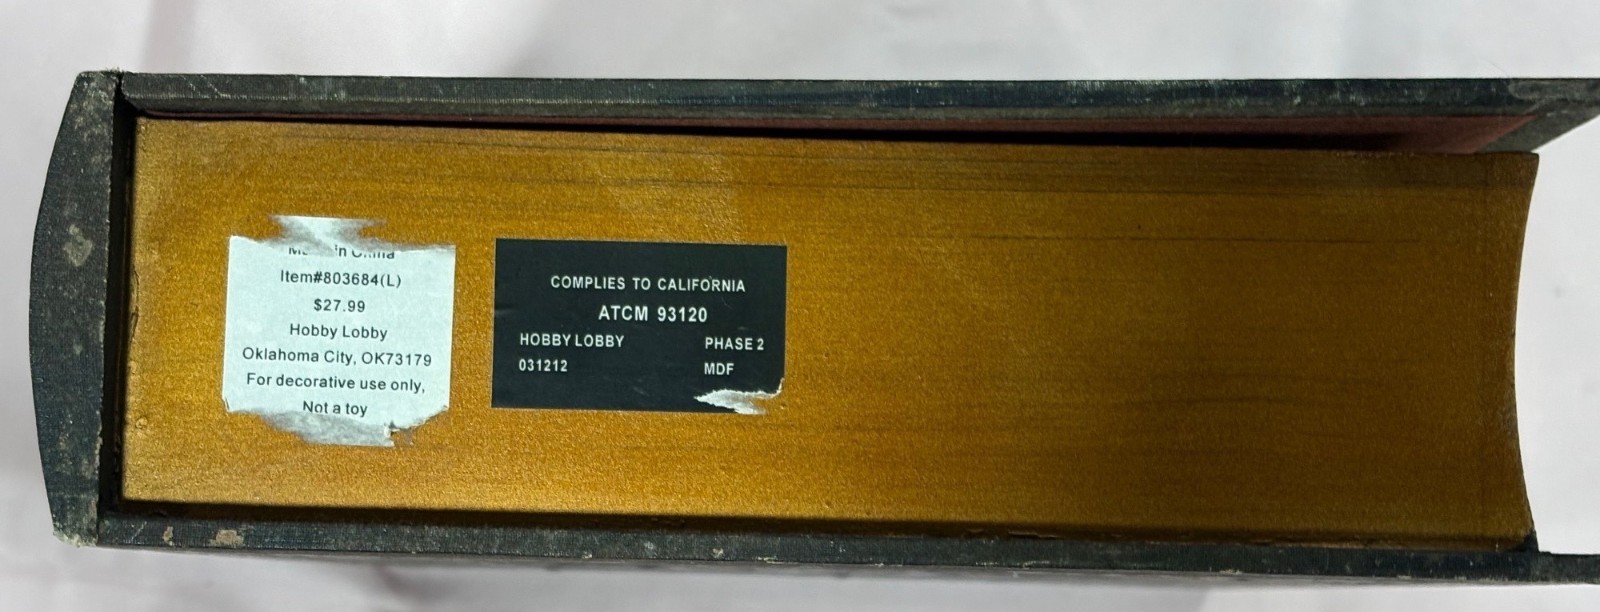 Item#803684(L)
$27.99
Hobby Lobby
Oklahoma City, OK73179
For decorative use only,
Not a toy
COMPLIES TO CALIFORNIA
ATCM 93120
HOBBY LOBBY PHASE 2
031212 MDF